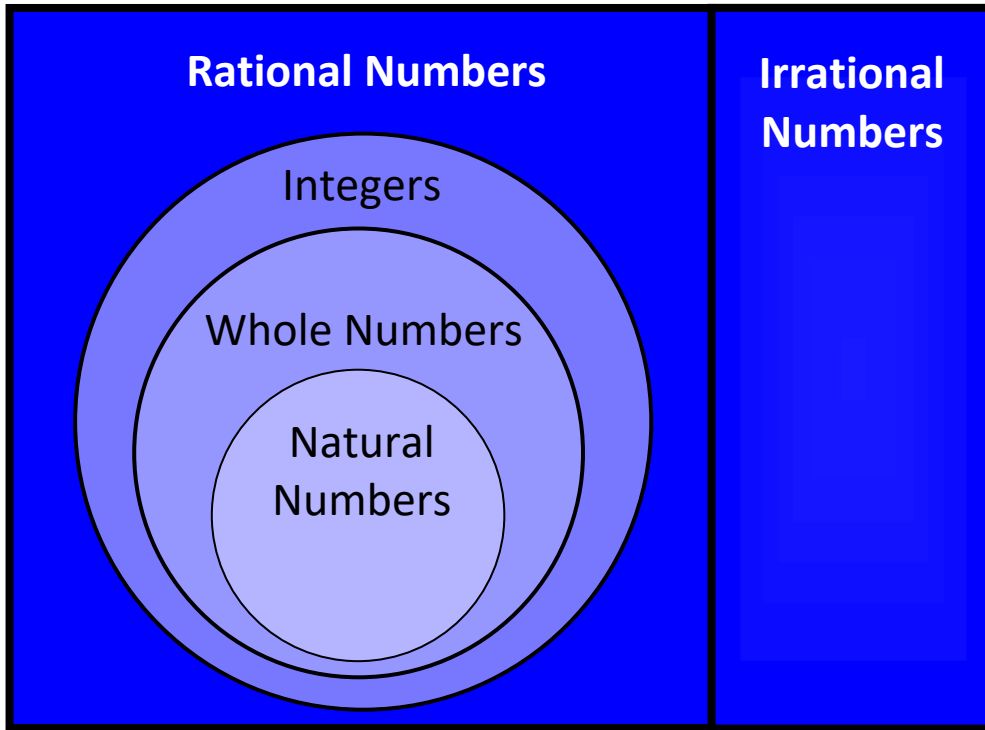 Rational Numbers
Irrational
Numbers
Integers
Whole Numbers
Natural
Numbers